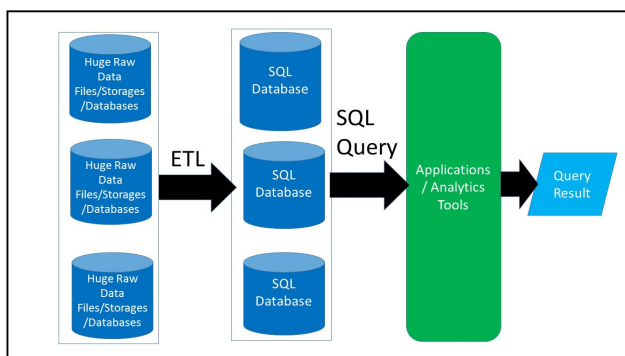 Huge Raw
Data
Files/Storages
/Databases
Huge Raw
Data
Files/Storages
/Databases
Huge Raw
Data
Files/Storages
/Databases
ETL
SQL
Database
SQL
Database
SQL
Database
SQL
Query
Applications
/ Analytics
Tools
Query
Result